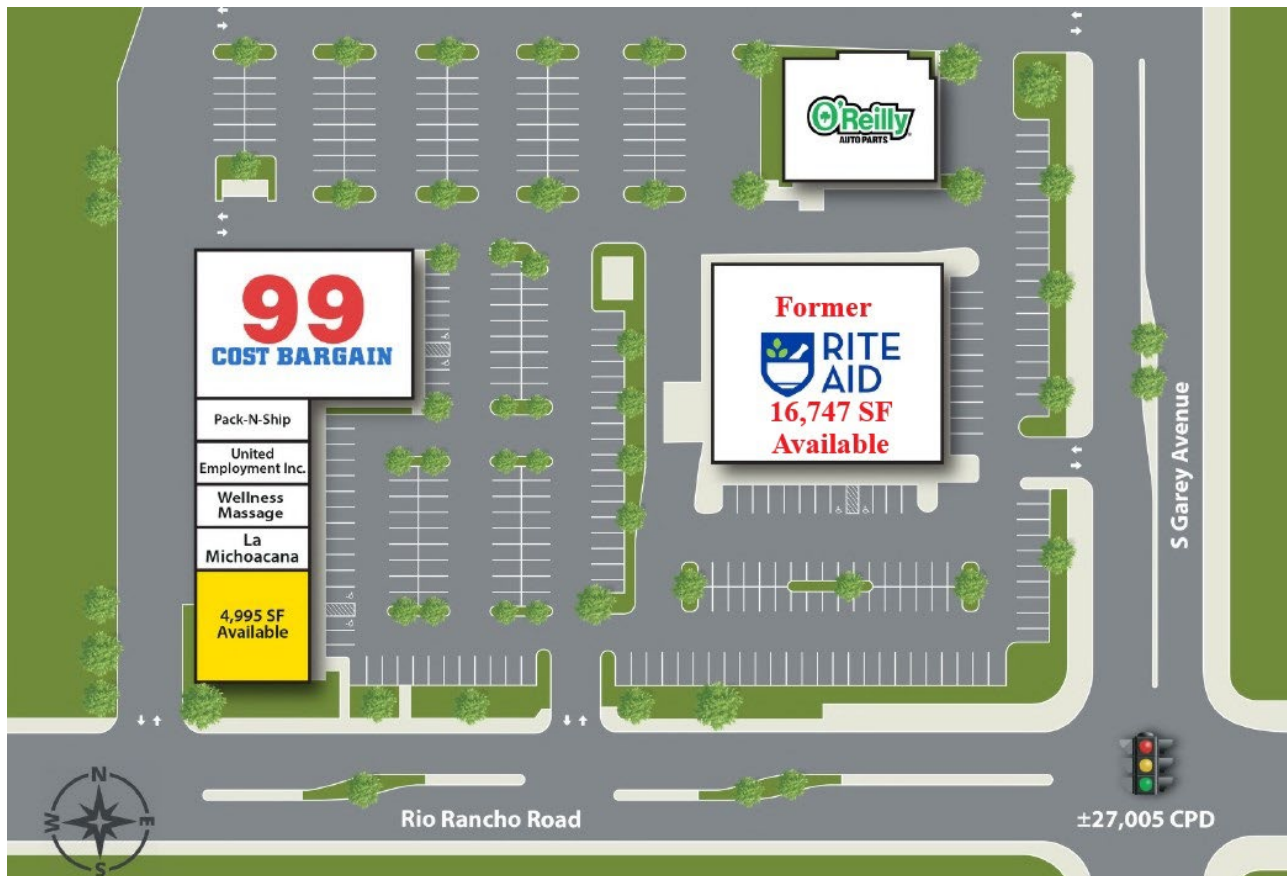 O'Reilly
AUTO PARTS
99
COST BARGAIN
Former
RITE
AID
16,747 SF
Available
Pack-N-Ship
United
Employment Inc.
Wellness
Massage
La
Michoacana
4,995 SF
Available
S Garey Avenue
Rio Rancho Road
±27,005 CPD
N
W
E
S